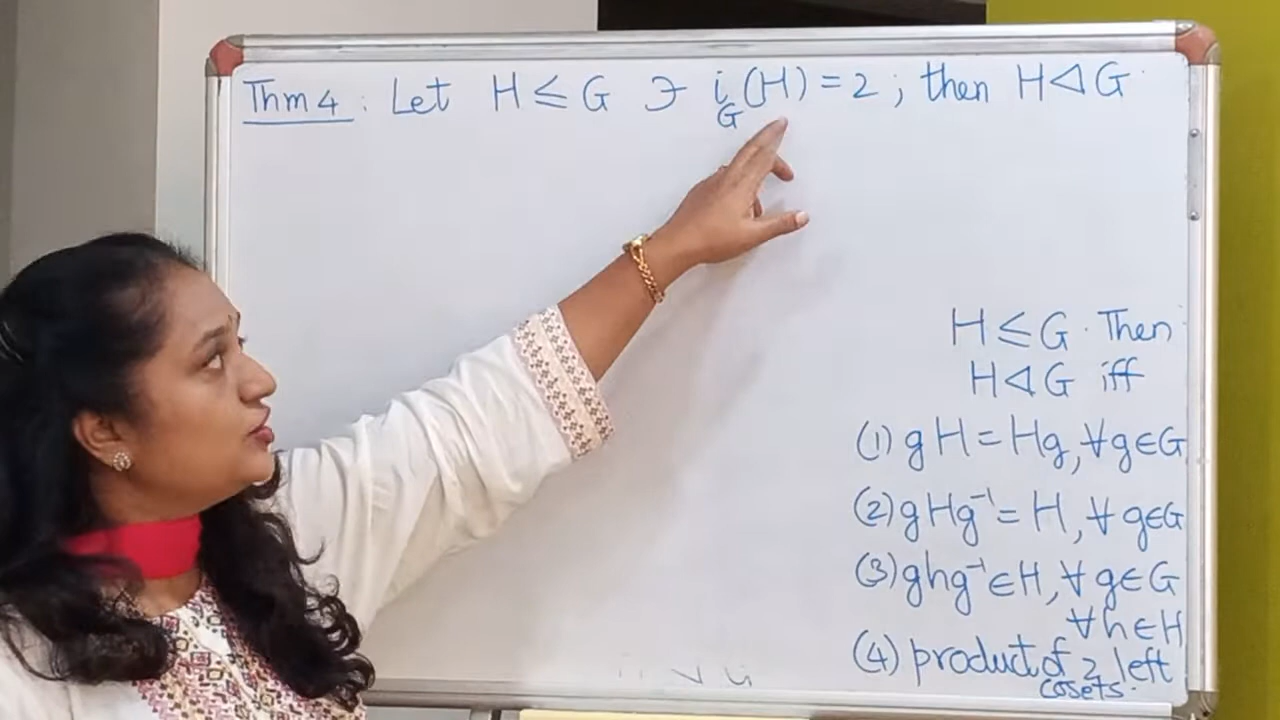 Thm 4 : Let H ≤ G ∋ i_G(H) = 2 ; then H ⊲ G
H ≤ G . Then
H ⊲ G iff
(1) gH = Hg, ∀ g ∈ G
(2) gHg⁻¹ = H, ∀ g ∈ G
(3) ghg⁻¹ ∈ H, ∀ g ∈ G
∀ h ∈ H
(4) product of 2 left
cosets.